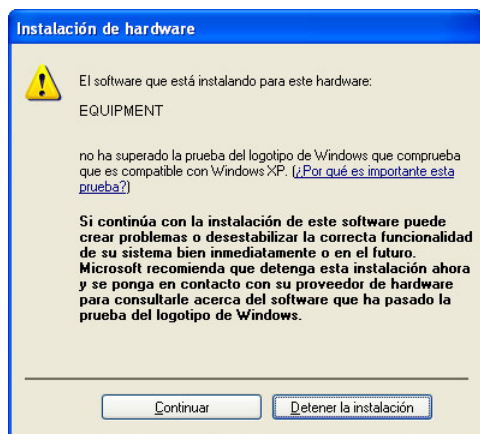 Instalación de hardware
El software que está instalando para este hardware:
EQUIPMENT
no ha superado la prueba del logotipo de Windows que comprueba
que es compatible con Windows XP. (¿Por qué es importante esta
prueba?)
Si continúa con la instalación de este software puede
crear problemas o desestabilizar la correcta funcionalidad
de su sistema bien inmediatamente o en el futuro.
Microsoft recomienda que detenga esta instalación ahora
y se ponga en contacto con su proveedor de hardware
para consultarle acerca del software que ha pasado la
prueba del logotipo de Windows.
Continuar
Detener la instalación